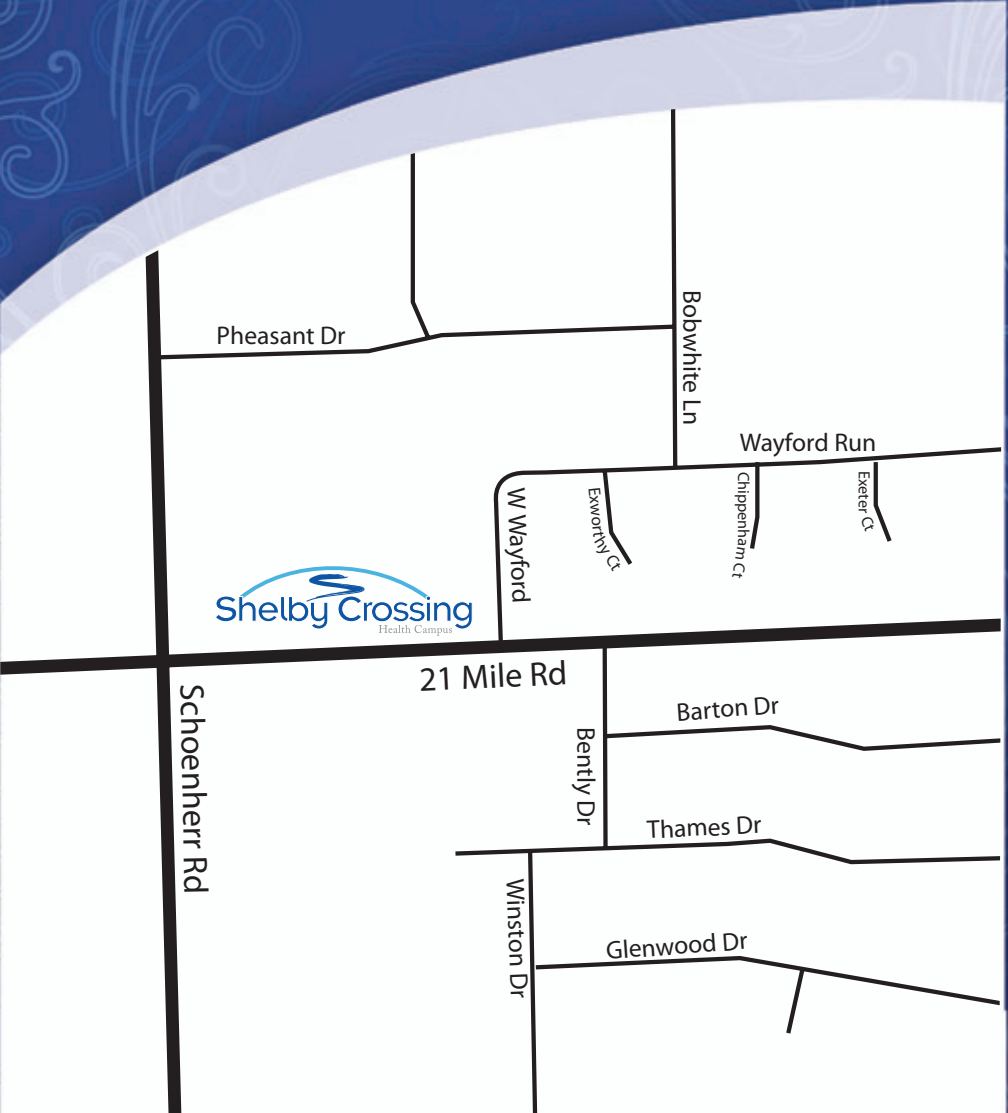 Bobwhite Ln
Pheasant Dr
Wayford Run
W Wayford
Exworthy Ct
Chippenham Ct
Exeter Ct
Shelby Crossing
Health Campus
21 Mile Rd
Schoenherr Rd
Bently Dr
Barton Dr
Thames Dr
Winston Dr
Glenwood Dr